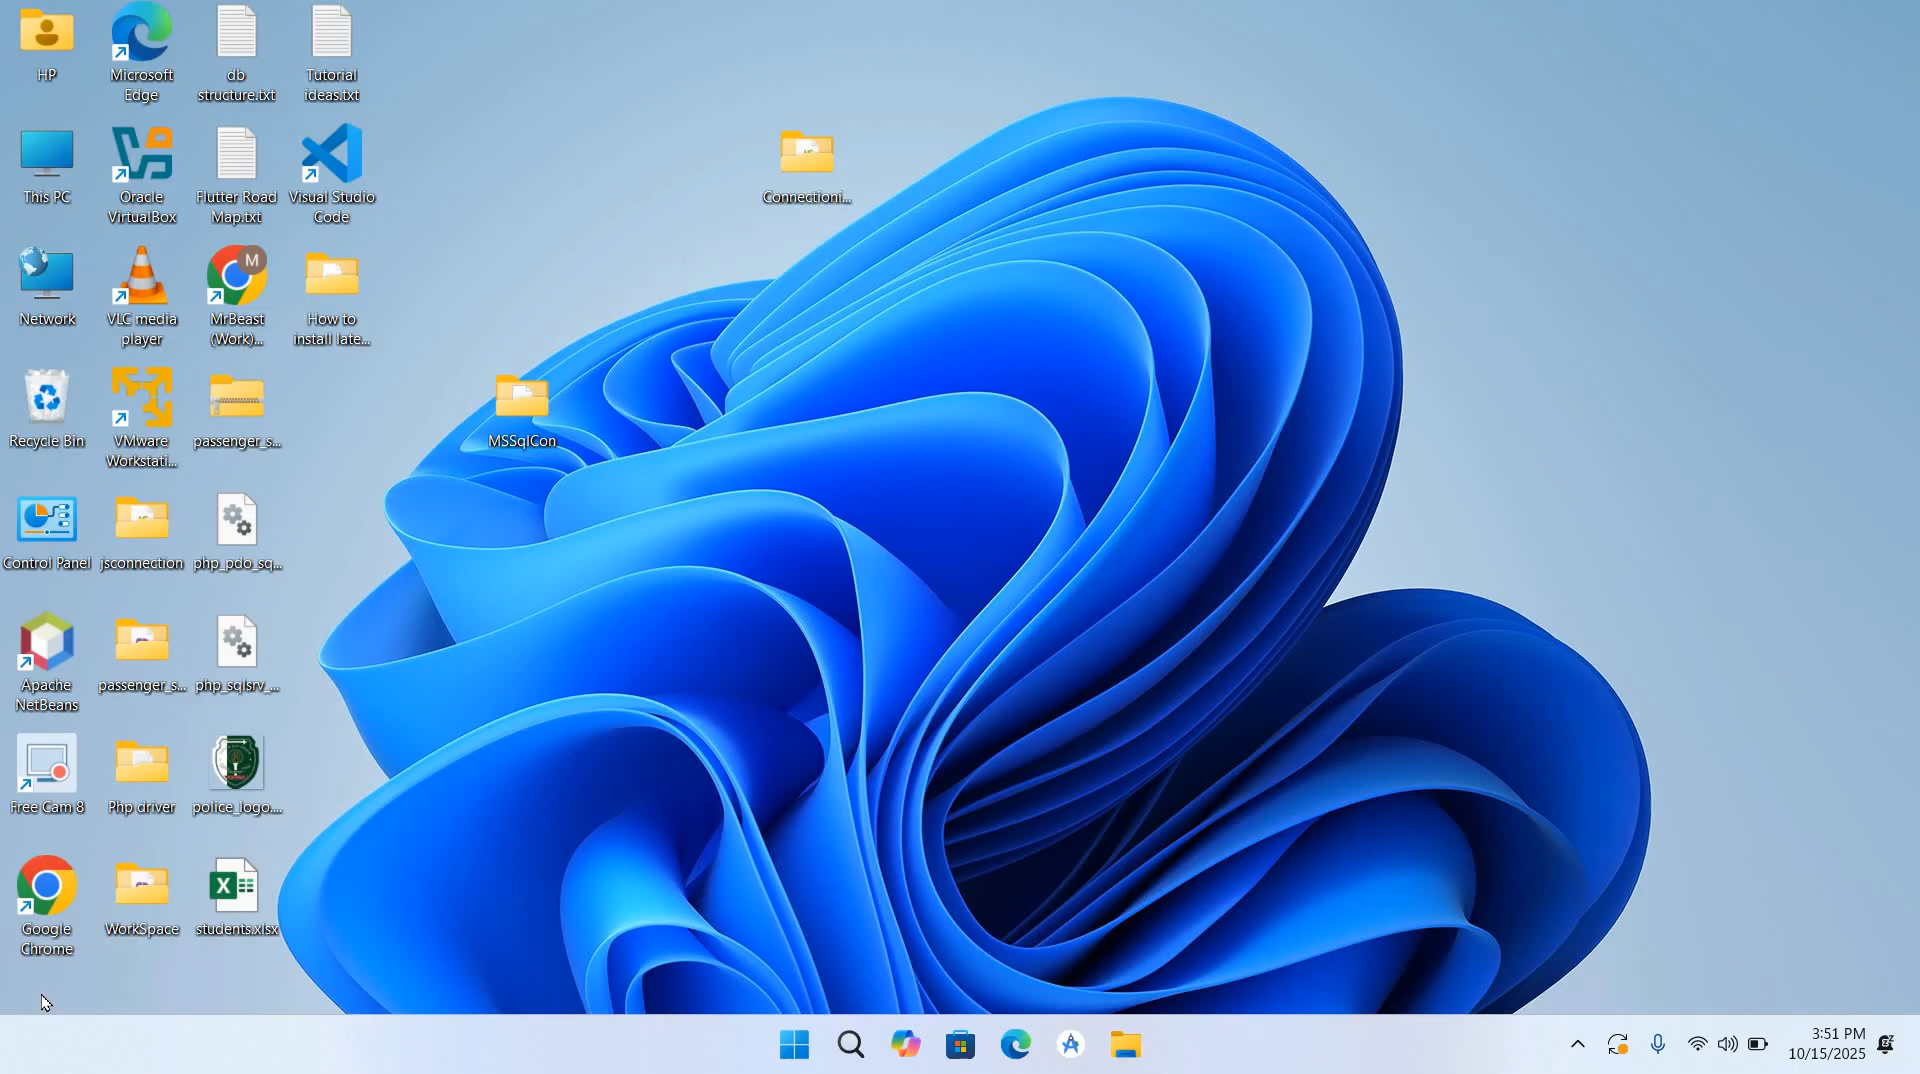 HP
Microsoft
Edge
db
structure.txt
Tutorial
ideas.txt
This PC
Oracle
VirtualBox
Flutter Road
Map.txt
Visual Studio
Code
Connectioni...
Network
VLC media
player
M
MrBeast
(Work)...
How to
install late...
Recycle Bin
VMware
Workstati...
passenger_s...
MSSqlCon
Control Panel
jsconnection
php_pdo_sq...
Apache
NetBeans
passenger_s...
php_sqlsrv_...
Free Cam 8
Php driver
police_logo....
Google
Chrome
WorkSpace
X
students.xlsx
3:51 PM
10/15/2025